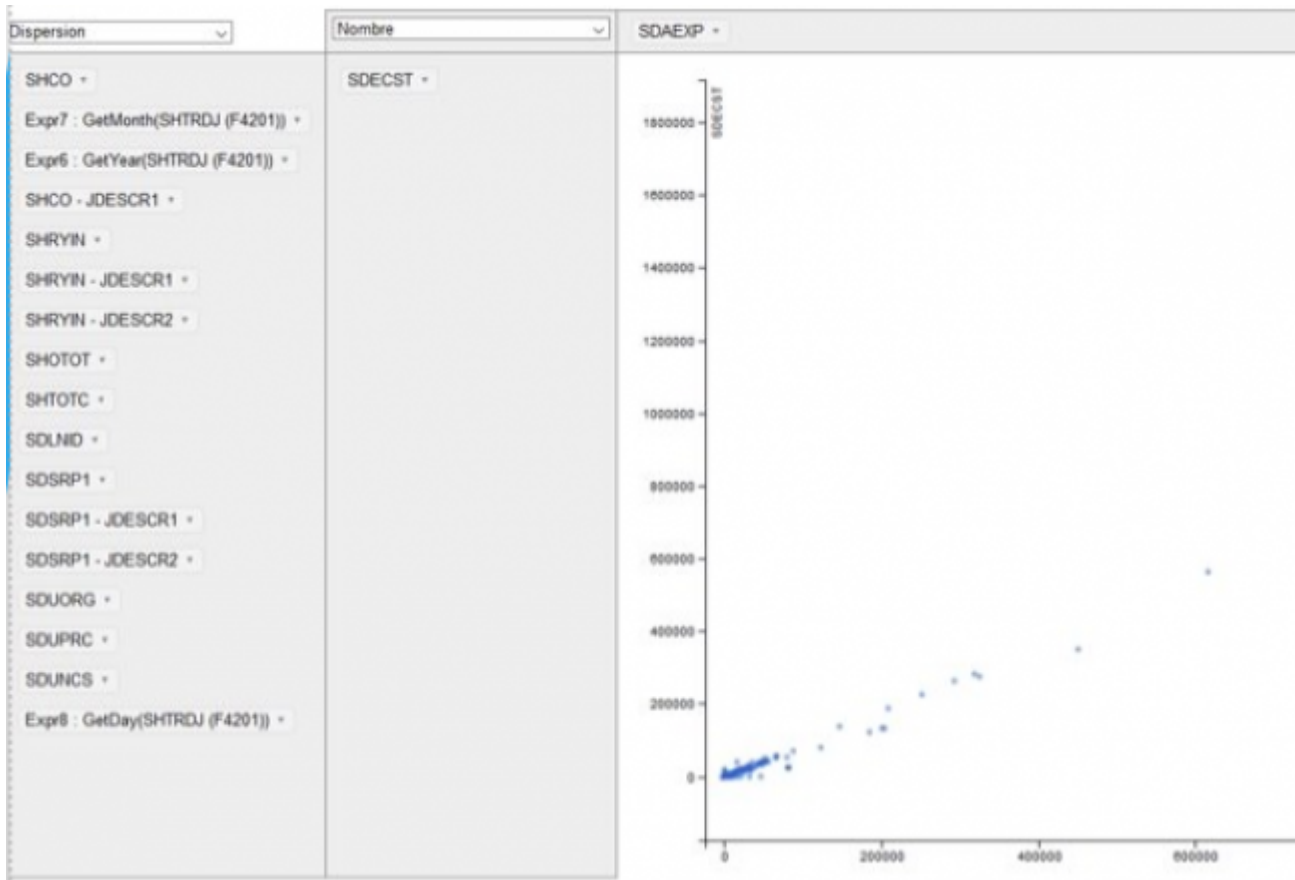 Dispersion
Nombre
SDAEXP
SHCO
SDECST
Expr7 : GetMonth(SHTRDJ (F4201))
Expr6 : GetYear(SHTRDJ (F4201))
SHCO - JDESCR1
SHRYIN
SHRYIN - JDESCR1
SHRYIN - JDESCR2
SHOTOT
SHTOTC
SDLNID
SDSRP1
SDSRP1 - JDESCR1
SDSRP1 - JDESCR2
SDUORG
SDUPRC
SDUNCS
Expr8 : GetDay(SHTRDJ (F4201))
SDECST
1800000
1600000
1400000
1200000
1000000
800000
600000
400000
200000
0
0
200000
400000
600000